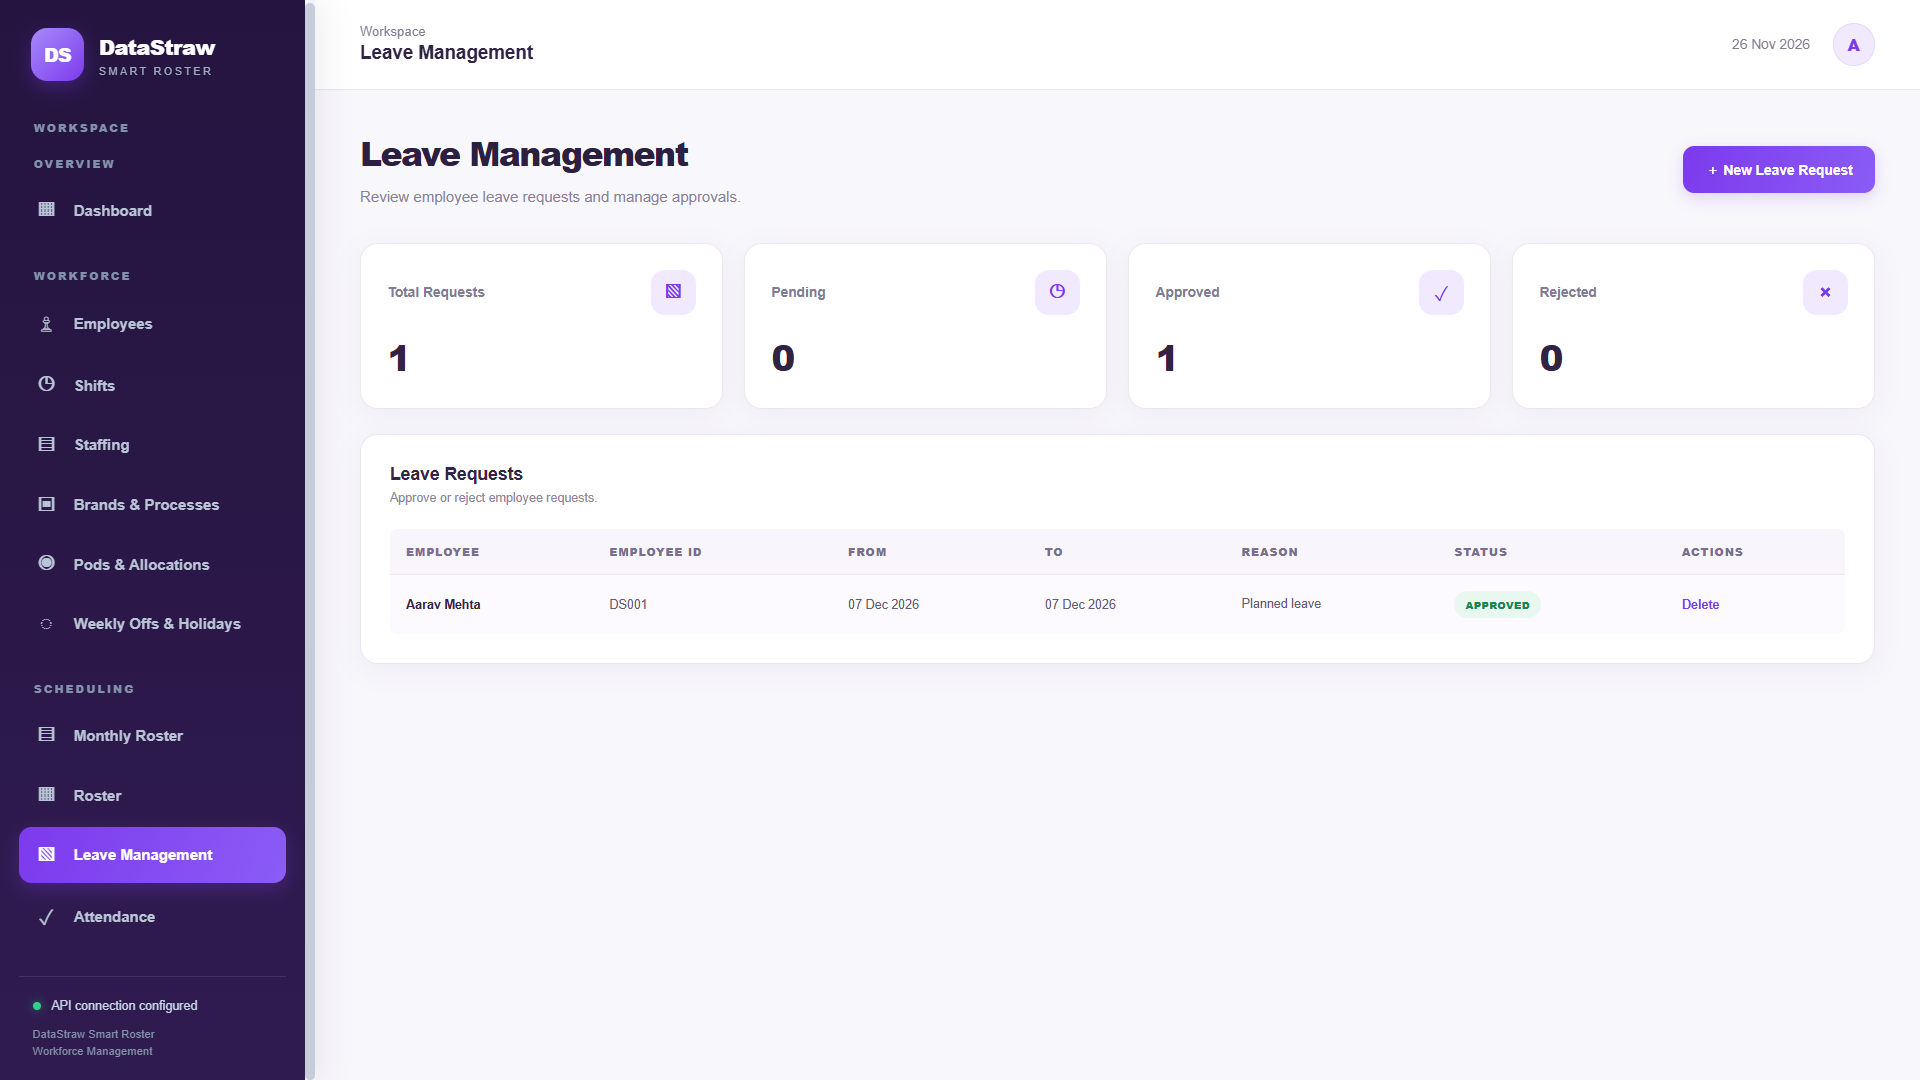 DS
DataStraw
SMART ROSTER
WORKSPACE
OVERVIEW
Dashboard
WORKFORCE
Employees
Shifts
Staffing
Brands & Processes
Pods & Allocations
Weekly Offs & Holidays
SCHEDULING
Monthly Roster
Roster
Leave Management
Attendance
API connection configured
DataStraw Smart Roster
Workforce Management
Workspace
Leave Management
26 Nov 2026
A
Leave Management
Review employee leave requests and manage approvals.
+ New Leave Request
Total Requests
1
Pending
0
Approved
1
Rejected
0
Leave Requests
Approve or reject employee requests.
EMPLOYEE EMPLOYEE ID FROM TO REASON STATUS ACTIONS
Aarav Mehta DS001 07 Dec 2026 07 Dec 2026 Planned leave APPROVED Delete